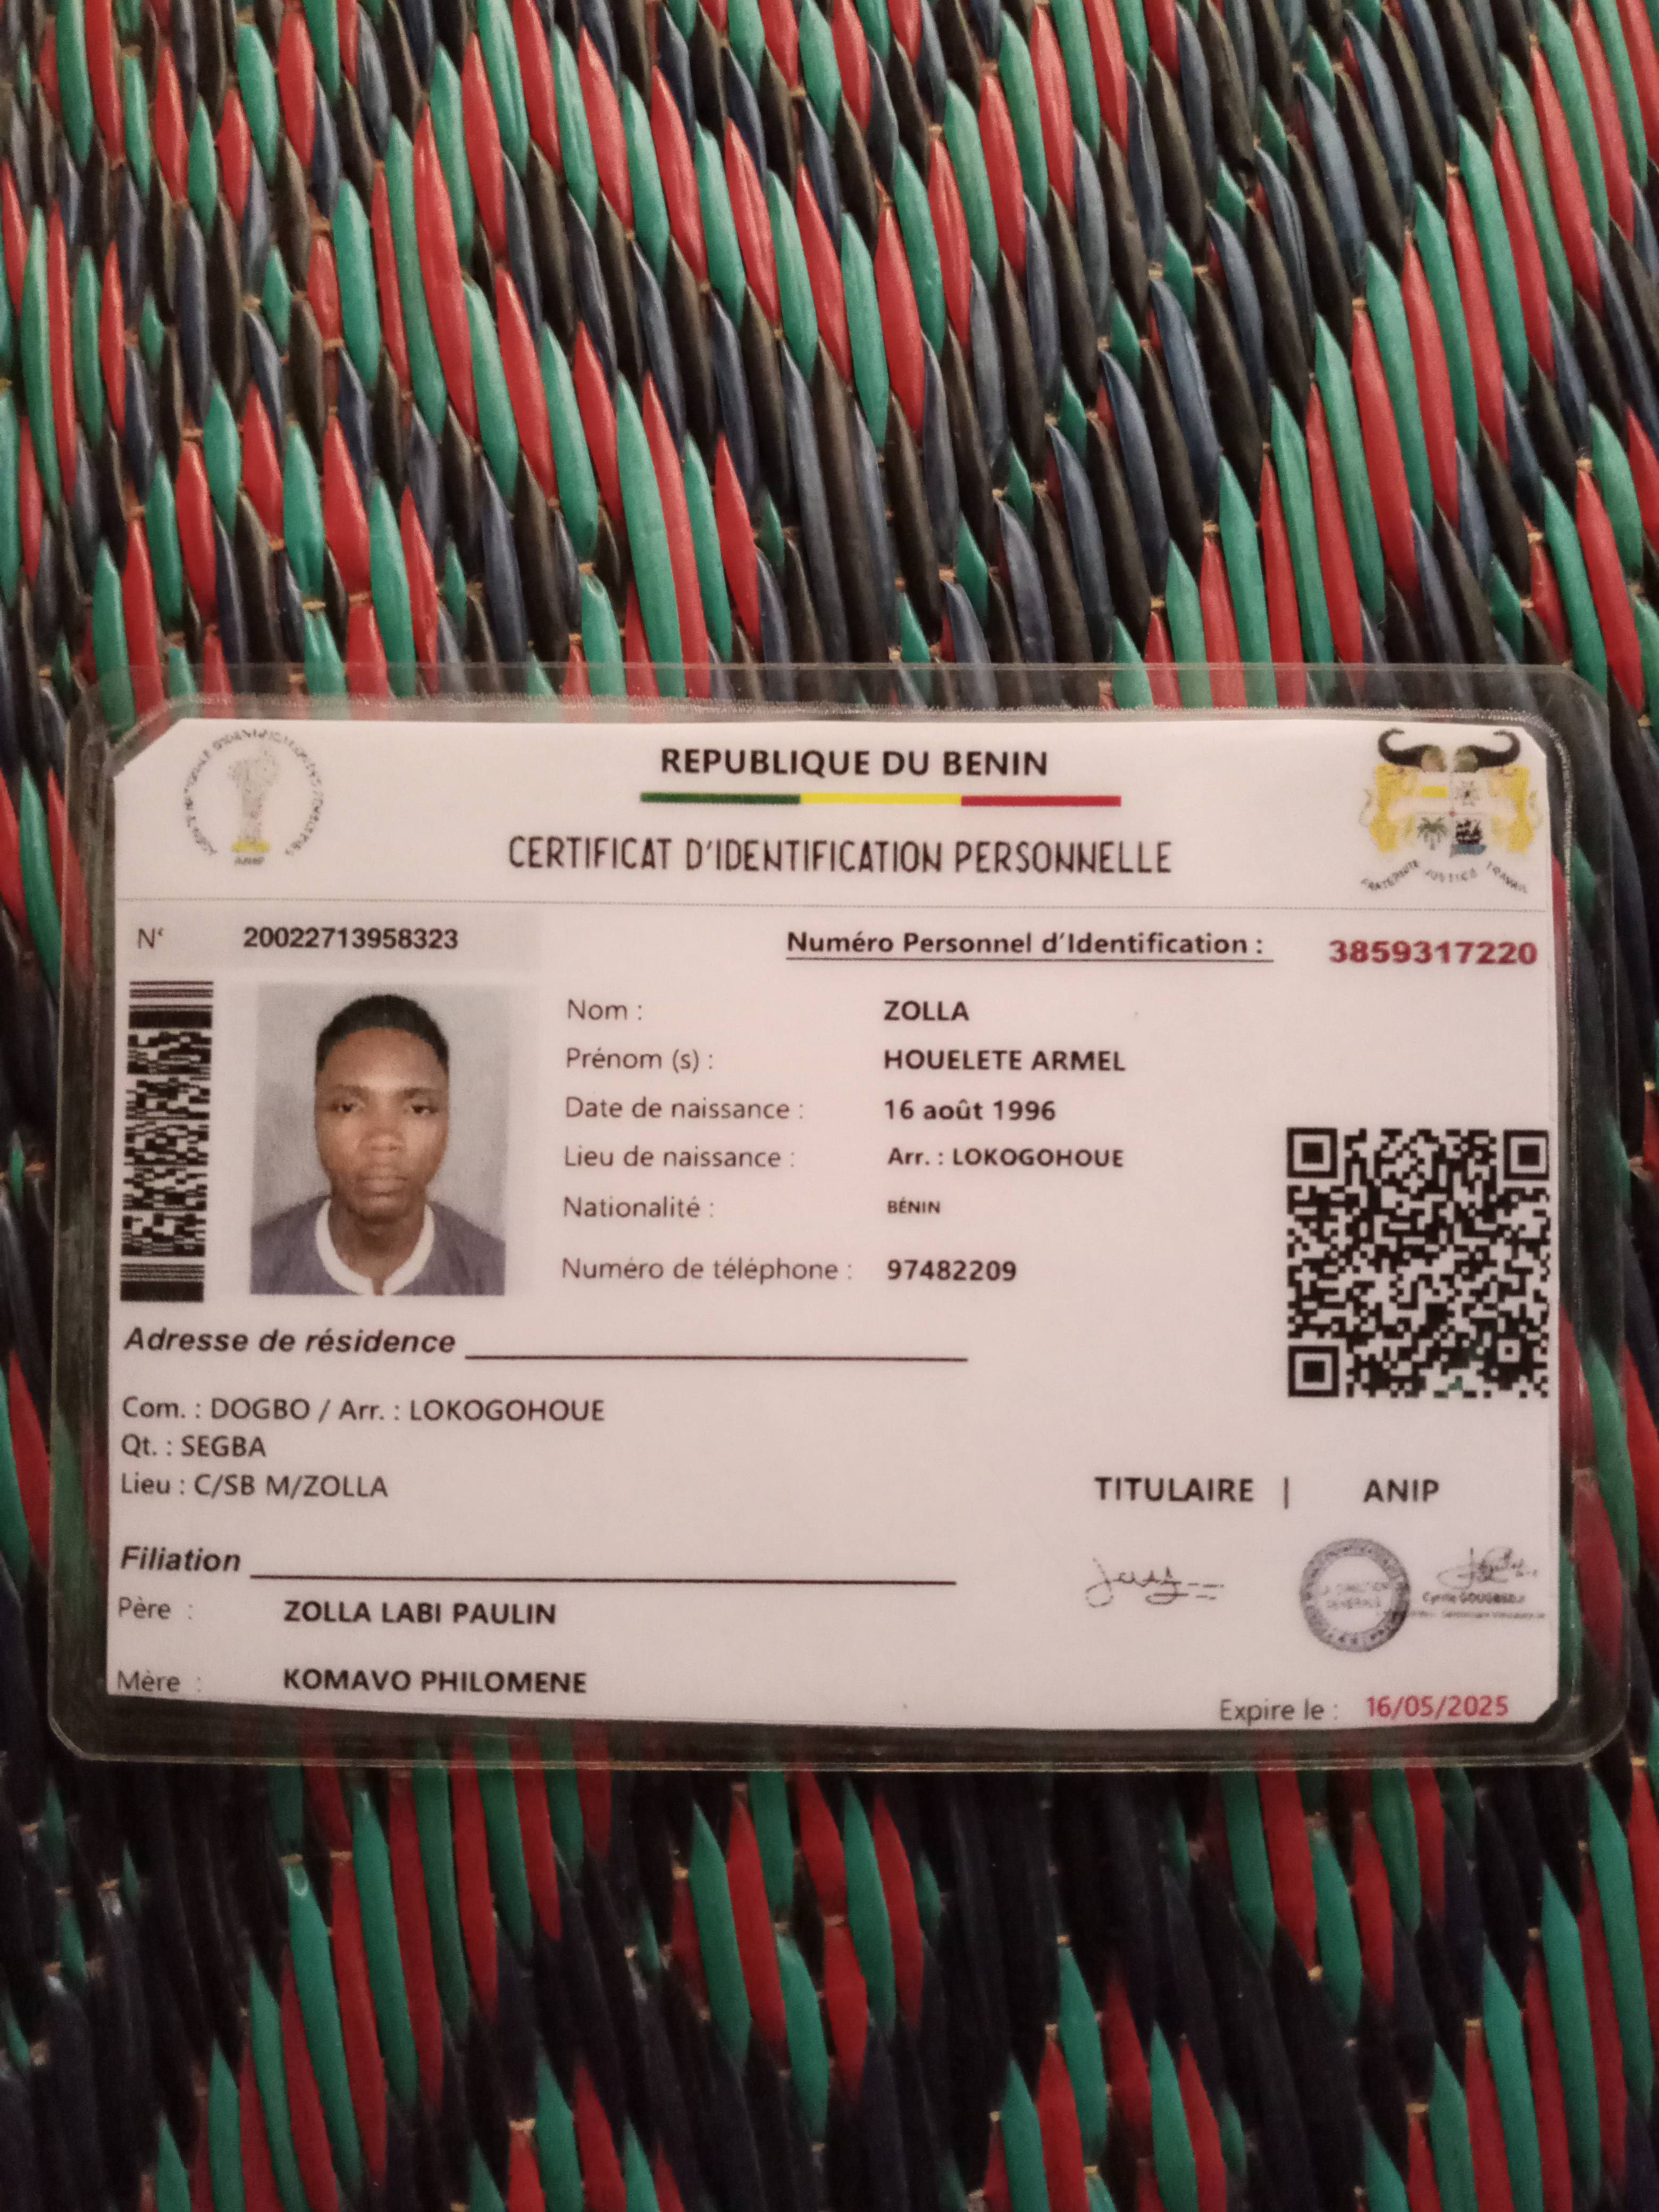 REPUBLIQUE DU BENIN
CERTIFICAT D'IDENTIFICATION PERSONNELLE
ANIP
FRATERNITE JUSTICE TRAVAIL
N° 20022713958323
Numéro Personnel d'Identification : 3859317220
Nom : ZOLLA
Prénom (s) : HOUELETE ARMEL
Date de naissance : 16 août 1996
Lieu de naissance : Arr. : LOKOGOHOUE
Nationalité : BÉNIN
Numéro de téléphone : 97482209
Adresse de résidence
Com. : DOGBO / Arr. : LOKOGOHOUE
Qt. : SEGBA
Lieu : C/SB M/ZOLLA
TITULAIRE | ANIP
Filiation
Père : ZOLLA LABI PAULIN
Mère : KOMAVO PHILOMENE
LA DIRECTION
GENERALE
Expire le : 16/05/2025